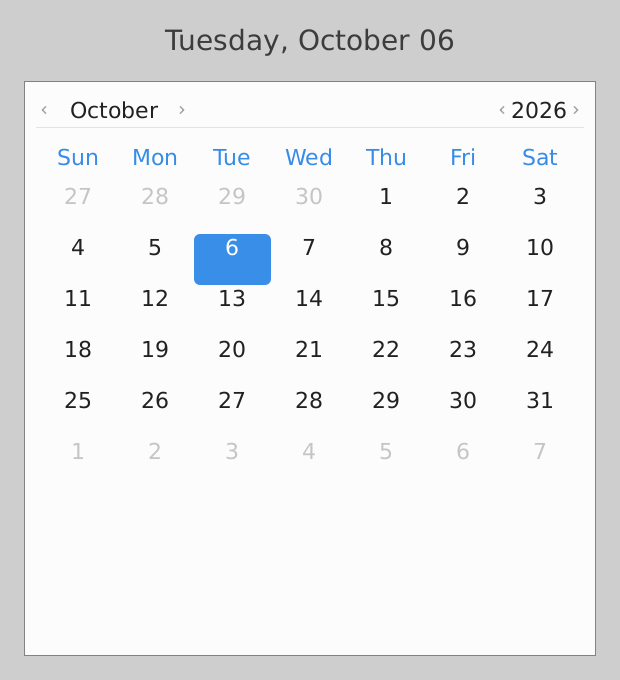 Tuesday, October 06
‹ October › ‹ 2026 ›
Sun Mon Tue Wed Thu Fri Sat
27 28 29 30 1 2 3
4 5 6 7 8 9 10
11 12 13 14 15 16 17
18 19 20 21 22 23 24
25 26 27 28 29 30 31
1 2 3 4 5 6 7